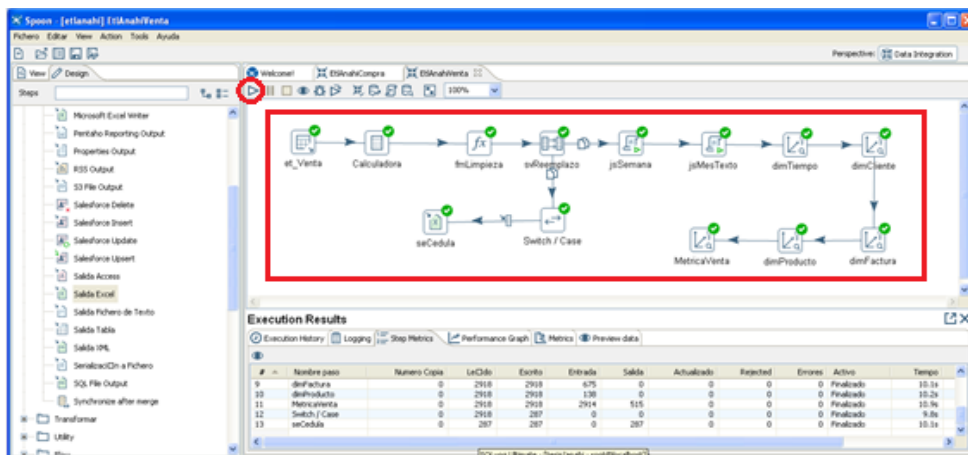 Spoon - [etlanahi] EtlAnahiVenta
Fichero Editar View Action Tools Ayuda
Perspective: Data Integration
View Design
Welcome! EtlAnahiCompra EtlAnahiVenta
Steps
100%
Microsoft Excel Writer
Pentaho Reporting Output
Properties Output
RSS Output
S3 File Output
Salesforce Delete
Salesforce Insert
Salesforce Update
Salesforce Upsert
Salida Access
Salida Excel
Salida Fichero de Texto
Salida Tabla
Salida XML
a Fichero
SQL File Output
Synchronize after merge
Transformar
Utility
et_Venta Calculadora fmLimpieza svReemplazo jsSemana jsMesTexto dimTiempo dimCliente
seCedula Switch / Case MetricaVenta dimProducto dimFactura
Execution Results
Execution History Logging Step Metrics Performance Graph Metrics Preview data
# Nombre paso Numero Copia Escrito Entrada Salida Actualizado Rejected Errores Activo Tiempo
9 dimFactura 0 2918 2918 675 0 0 0 0 Finalizado 10.1s
10 dimProducto 0 2918 2918 138 0 0 0 0 Finalizado 10.2s
11 MetricaVenta 0 2918 2918 2914 515 0 0 0 Finalizado 10.9s
12 Switch / Case 0 2918 287 0 0 0 0 0 Finalizado 9.8s
13 seCedula 0 287 287 0 287 0 0 0 Finalizado 10.1s